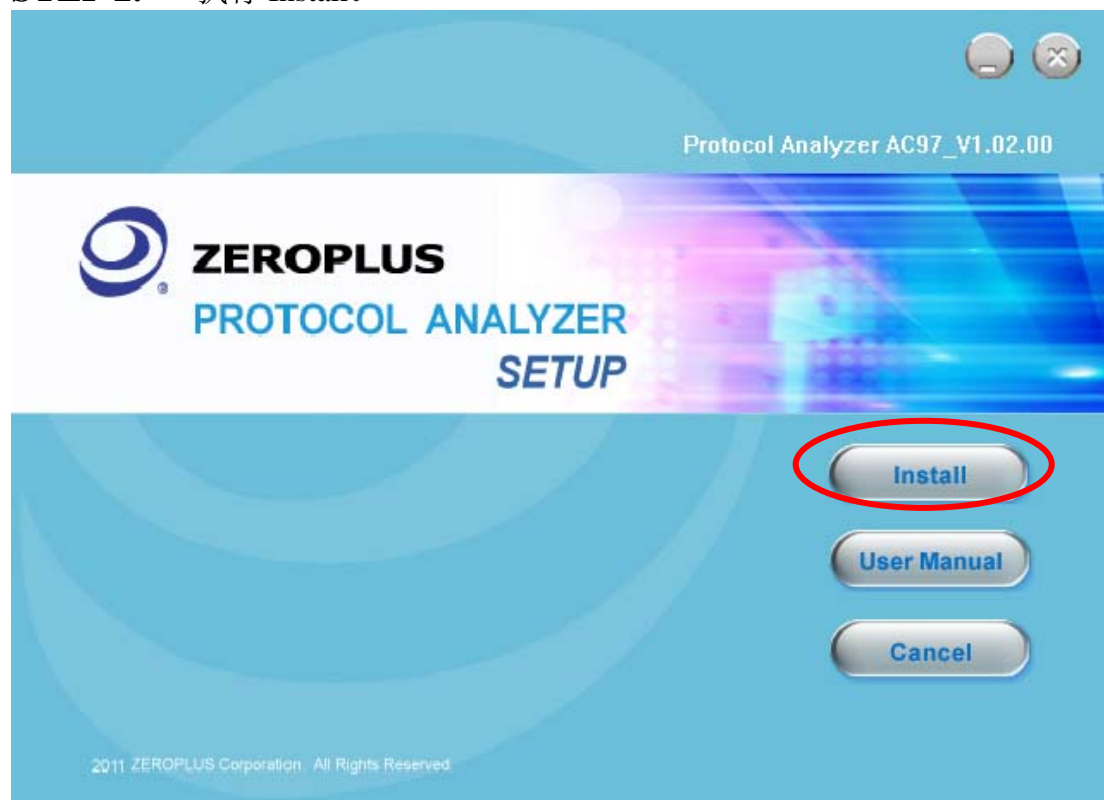 Protocol Analyzer AC97_V1.02.00
ZEROPLUS
PROTOCOL ANALYZER
SETUP
Install
User Manual
Cancel
2011 ZEROPLUS Corporation. All Rights Reserved.